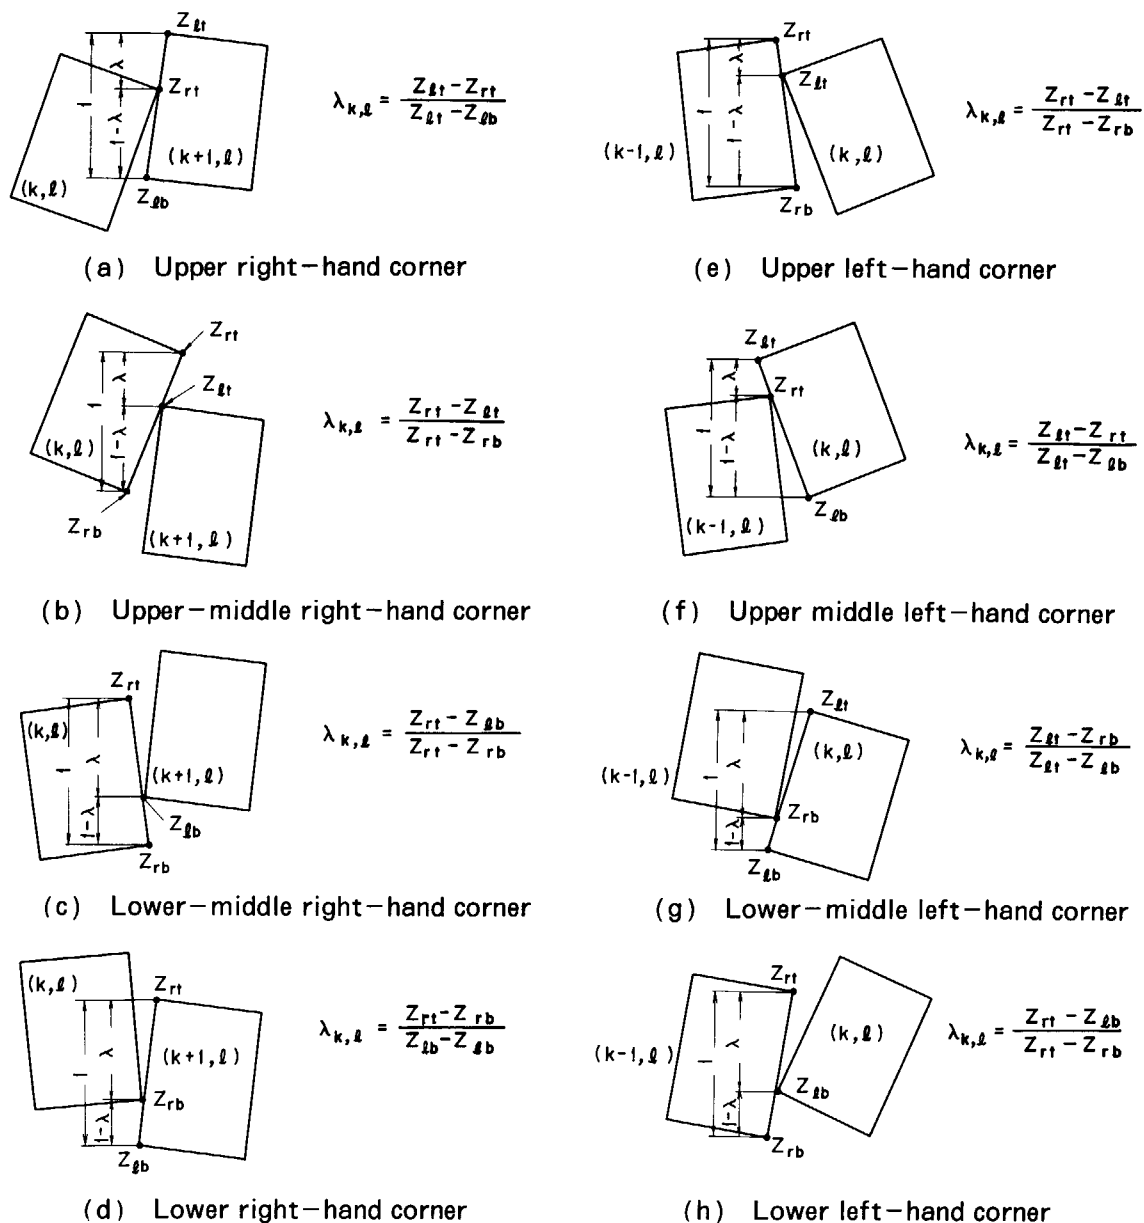 Zℓt
λ
Zrt
1
1-λ
(k+1, ℓ)
(k, ℓ)
Zℓb
λk,ℓ = (Zℓt - Zrt) / (Zℓt - Zℓb)
(a) Upper right-hand corner
Zrt
λ
Zℓt
1
1-λ
(k-1, ℓ)
(k, ℓ)
Zrb
λk,ℓ = (Zrt - Zℓt) / (Zrt - Zrb)
(e) Upper left-hand corner
Zrt
λ
Zℓt
1
1-λ
(k, ℓ)
Zrb
(k+1, ℓ)
λk,ℓ = (Zrt - Zℓt) / (Zrt - Zrb)
(b) Upper-middle right-hand corner
Zℓt
λ
Zrt
1
1-λ
(k, ℓ)
Zℓb
(k-1, ℓ)
λk,ℓ = (Zℓt - Zrt) / (Zℓt - Zℓb)
(f) Upper middle left-hand corner
Zrt
(k, ℓ)
1
λ
(k+1, ℓ)
1-λ
Zℓb
Zrb
λk,ℓ = (Zrt - Zℓb) / (Zrt - Zrb)
(c) Lower-middle right-hand corner
Zℓt
(k, ℓ)
1
λ
(k-1, ℓ)
Zrb
1-λ
Zℓb
λk,ℓ = (Zℓt - Zrb) / (Zℓt - Zℓb)
(g) Lower-middle left-hand corner
(k, ℓ)
Zrt
1
λ
(k+1, ℓ)
Zrb
1-λ
Zℓb
λk,ℓ = (Zrt - Zrb) / (Zℓb - Zℓb)
(d) Lower right-hand corner
Zrt
(k, ℓ)
1
λ
(k-1, ℓ)
Zℓb
1-λ
Zrb
λk,ℓ = (Zrt - Zℓb) / (Zrt - Zrb)
(h) Lower left-hand corner